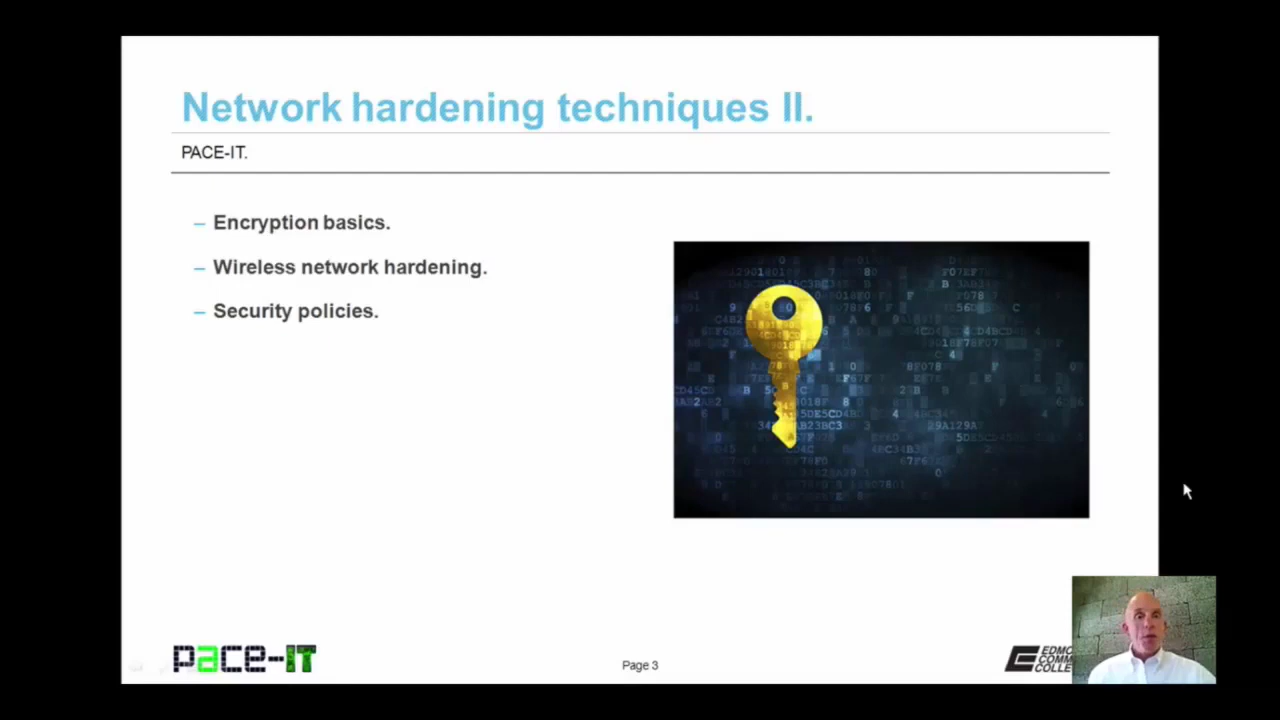 Network hardening techniques II.
PACE-IT.
– Encryption basics.
– Wireless network hardening.
– Security policies.
pace-IT
Page 3